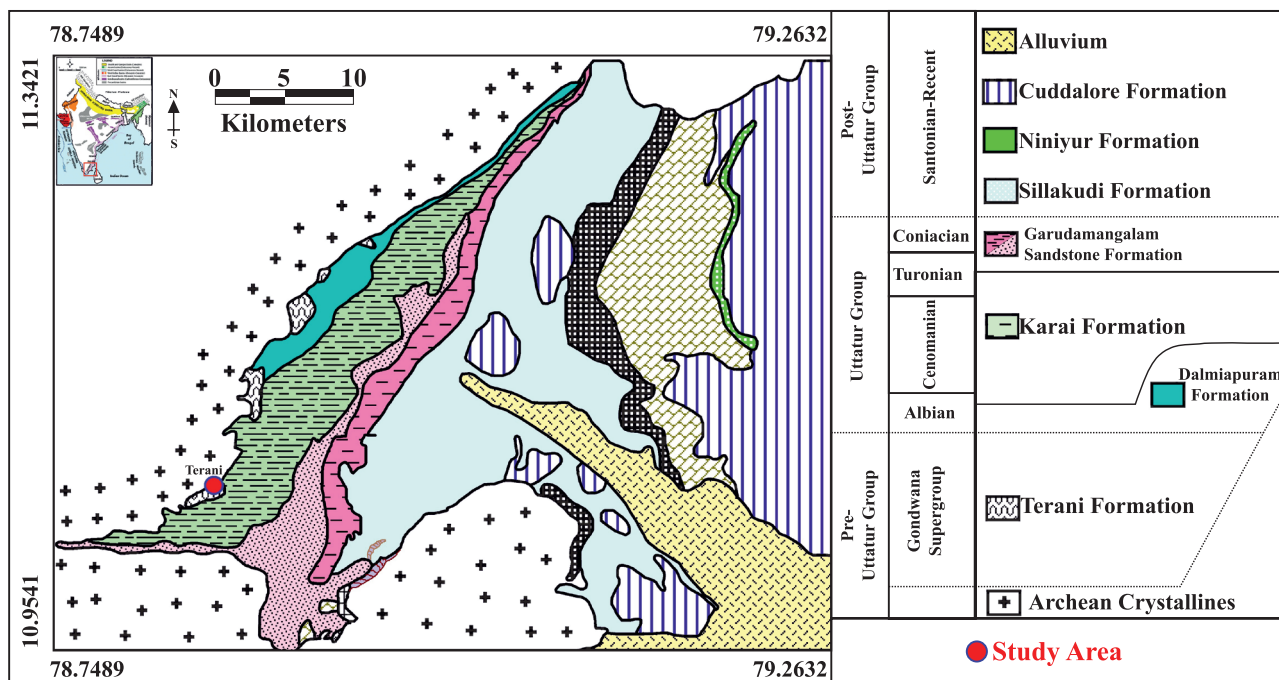 78.7489
79.2632
11.3421
10.9541
0 5 10
Kilometers
N
S
Terani
78.7489
79.2632
Post-
Uttatur Group
Santonian-Recent
Uttatur Group
Coniacian
Turonian
Cenomanian
Albian
Pre-
Uttatur Group
Gondwana
Supergroup
Alluvium
Cuddalore Formation
Niniyur Formation
Sillakudi Formation
Garudamangalam
Sandstone Formation
Karai Formation
Dalmiapuram
Formation
Terani Formation
Archean Crystallines
Study Area